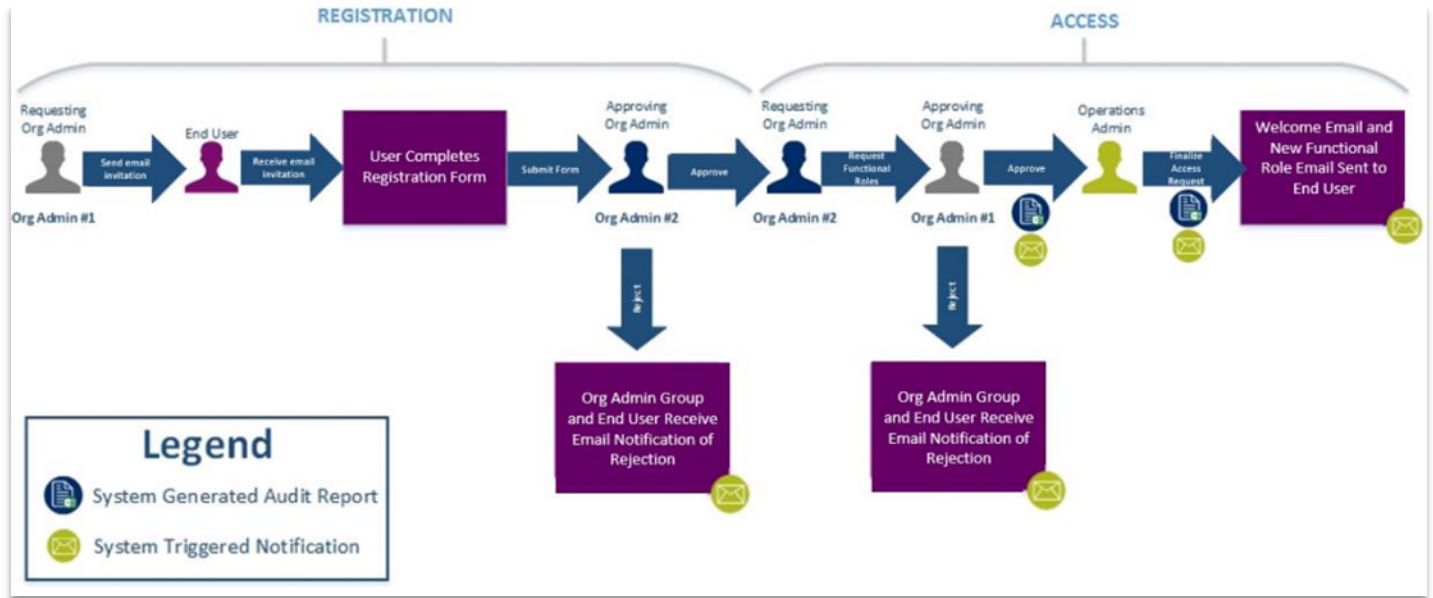 REGISTRATION
ACCESS
Requesting
Org Admin
Org Admin #1
Send email
invitation
End User
Receive email
invitation
User Completes
Registration Form
Submit Form
Approving
Org Admin
Org Admin #2
Approve
Requesting
Org Admin
Org Admin #2
Request
Functional
Roles
Approving
Org Admin
Org Admin #1
Approve
Operations
Admin
Finalize
Access
Request
Welcome Email and
New Functional
Role Email Sent to
End User
Reject
Reject
Org Admin Group
and End User Receive
Email Notification of
Rejection
Org Admin Group
and End User Receive
Email Notification of
Rejection
Legend
System Generated Audit Report
System Triggered Notification